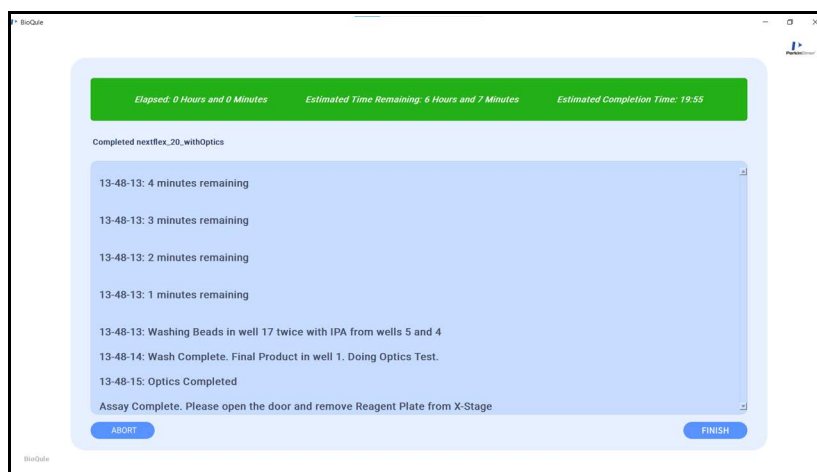 BioQule
PerkinElmer
Elapsed: 0 Hours and 0 Minutes Estimated Time Remaining: 6 Hours and 7 Minutes Estimated Completion Time: 19:55
Completed nextflex_20_withOptics
13-48-13: 4 minutes remaining
13-48-13: 3 minutes remaining
13-48-13: 2 minutes remaining
13-48-13: 1 minutes remaining
13-48-13: Washing Beads in well 17 twice with IPA from wells 5 and 4
13-48-14: Wash Complete. Final Product in well 1. Doing Optics Test.
13-48-15: Optics Completed
Assay Complete. Please open the door and remove Reagent Plate from X-Stage
ABORT FINISH
BioQule